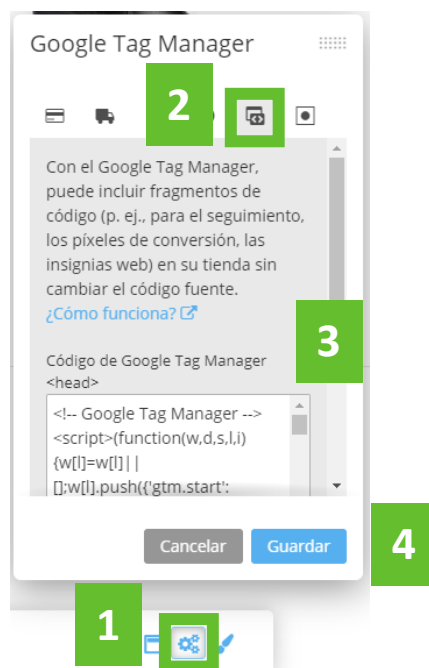 Google Tag Manager
2
Con el Google Tag Manager,
puede incluir fragmentos de
código (p. ej., para el seguimiento,
los píxeles de conversión, las
insignias web) en su tienda sin
cambiar el código fuente.
¿Cómo funciona?
3
Código de Google Tag Manager
<head>
<!-- Google Tag Manager -->
<script>(function(w,d,s,l,i)
{w[l]=w[l]||
[];w[l].push({'gtm.start':
Cancelar Guardar
4
1